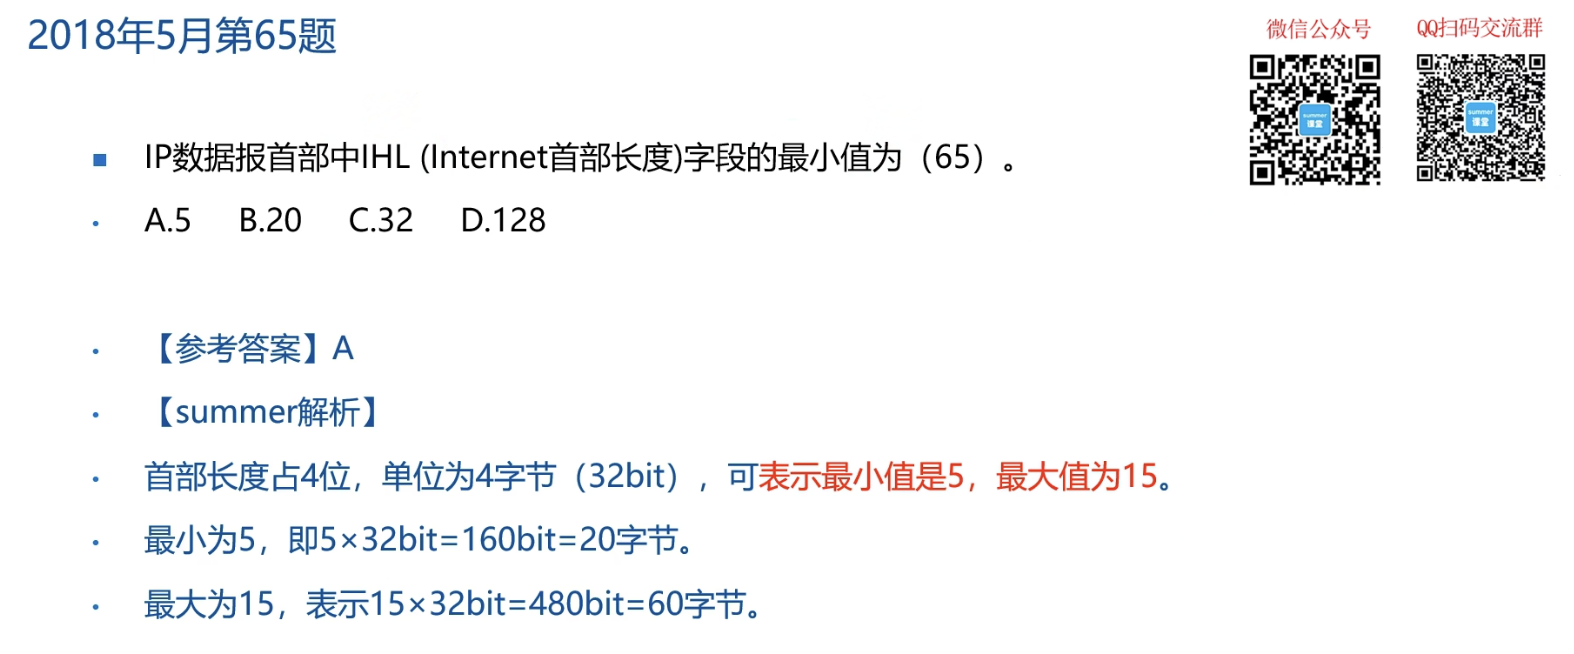 2018年5月第65题
微信公众号
QQ扫码交流群
IP数据报首部中IHL (Internet首部长度)字段的最小值为（65）。
A.5 B.20 C.32 D.128
【参考答案】A
【summer解析】
首部长度占4位，单位为4字节（32bit），可表示最小值是5，最大值为15。
最小为5，即5×32bit=160bit=20字节。
最大为15，表示15×32bit=480bit=60字节。
summer
课堂
summer
课堂